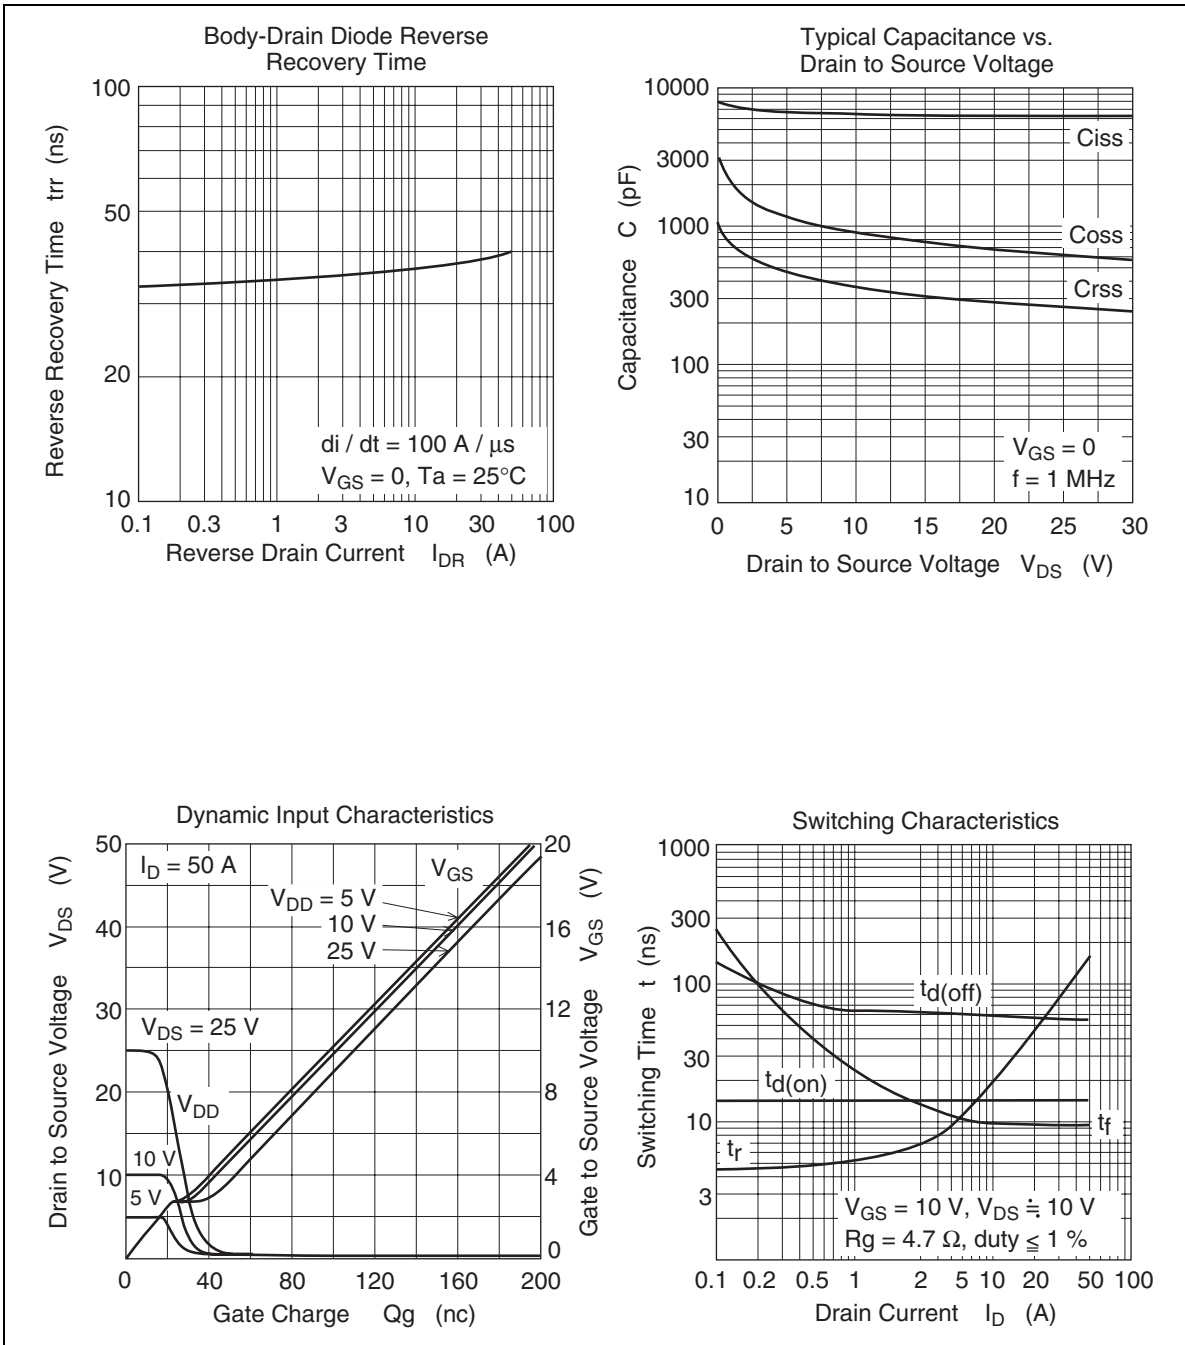 Body-Drain Diode Reverse
Recovery Time
Reverse Recovery Time trr (ns)
100
50
20
10
di / dt = 100 A / μs
VGS = 0, Ta = 25°C
0.1 0.3 1 3 10 30 100
Reverse Drain Current IDR (A)
Typical Capacitance vs.
Drain to Source Voltage
Capacitance C (pF)
10000
3000
1000
300
100
30
10
Ciss
Coss
Crss
VGS = 0
f = 1 MHz
0 5 10 15 20 25 30
Drain to Source Voltage VDS (V)
Dynamic Input Characteristics
Drain to Source Voltage VDS (V)
50
40
30
20
10
0
ID = 50 A
VGS
VDD = 5 V
10 V
25 V
VDS = 25 V
VDD
10 V
5 V
20
16
12
8
4
0
Gate to Source Voltage VGS (V)
40 80 120 160 200
Gate Charge Qg (nc)
Switching Characteristics
Switching Time t (ns)
1000
300
100
30
10
3
td(off)
td(on)
tf
tr
VGS = 10 V, VDS ≒ 10 V
Rg = 4.7 Ω, duty ≦ 1 %
0.1 0.2 0.5 1 2 5 10 20 50 100
Drain Current ID (A)